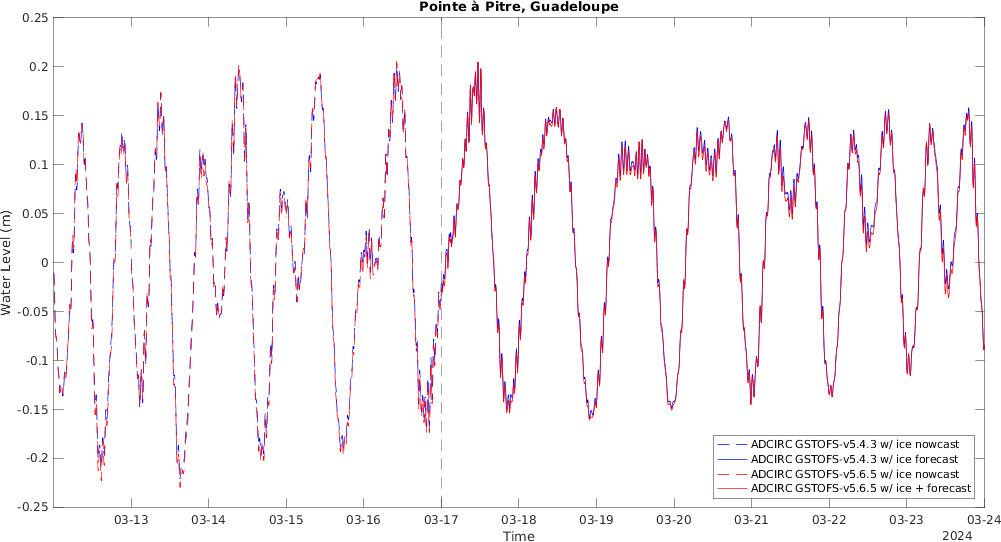 Pointe à Pitre, Guadeloupe
0.25
0.2
0.15
0.1
0.05
0
-0.05
-0.1
-0.15
-0.2
-0.25
Water Level (m)
ADCIRC GSTOFS-v5.4.3 w/ ice nowcast
ADCIRC GSTOFS-v5.4.3 w/ ice forecast
ADCIRC GSTOFS-v5.6.5 w/ ice nowcast
ADCIRC GSTOFS-v5.6.5 w/ ice + forecast
03-13 03-14 03-15 03-16 03-17 03-18 03-19 03-20 03-21 03-22 03-23 03-24
Time
2024